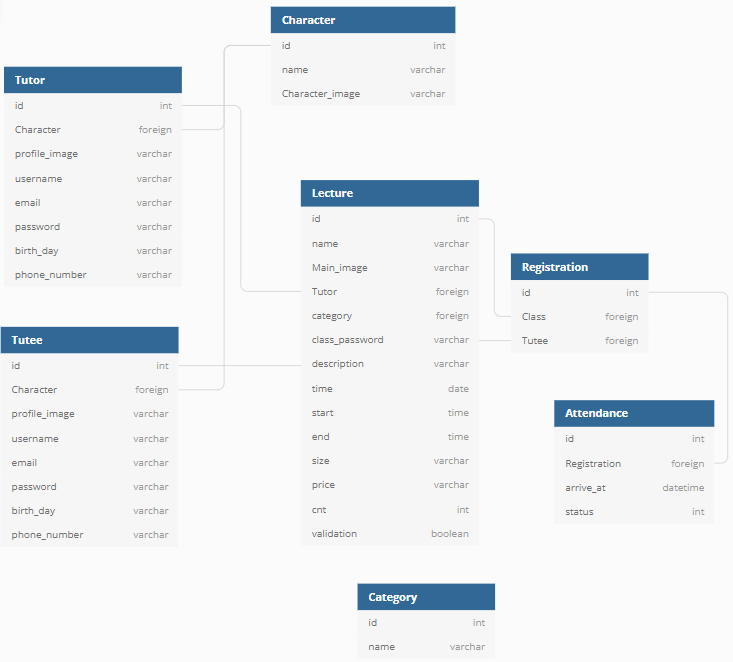 Character
id int
name varchar
Character_image varchar
Tutor
id int
Character foreign
profile_image varchar
username varchar
email varchar
password varchar
birth_day varchar
phone_number varchar
Lecture
id int
name varchar
Main_image varchar
Tutor foreign
category foreign
class_password varchar
description varchar
time date
start time
end time
size varchar
price varchar
cnt int
validation boolean
Registration
id int
Class foreign
Tutee foreign
Tutee
id int
Character foreign
profile_image varchar
username varchar
email varchar
password varchar
birth_day varchar
phone_number varchar
Attendance
id int
Registration foreign
arrive_at datetime
status int
Category
id int
name varchar